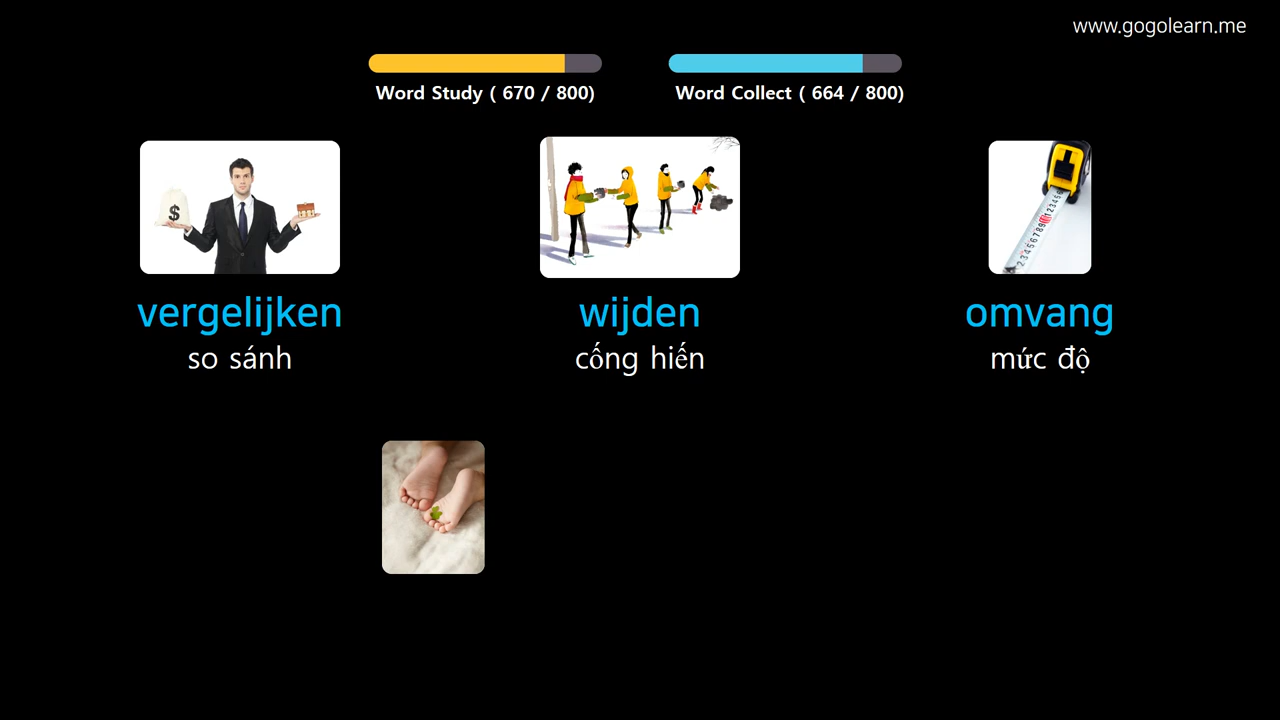 www.gogolearn.me
Word Study ( 670 / 800)
Word Collect ( 664 / 800)
vergelijken
so sánh
wijden
cống hiến
omvang
mức độ